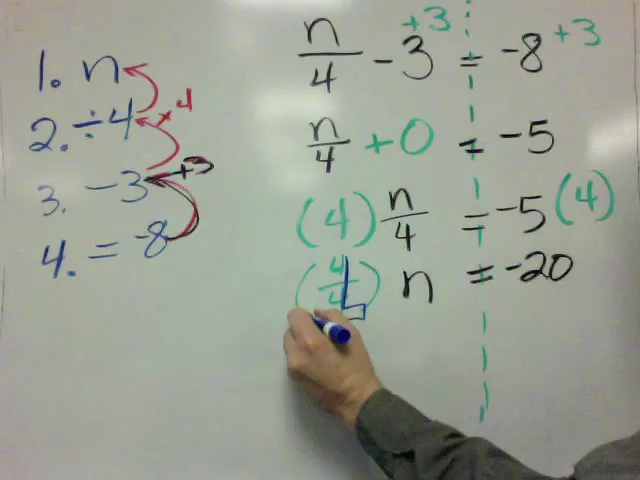 1. n
2. ÷4
×4
3. -3
+3
4. = -8
+3 +3
n/4 - 3 = -8
n/4 + 0 = -5
(4) n/4 = -5 (4)
(4/4) n = -20